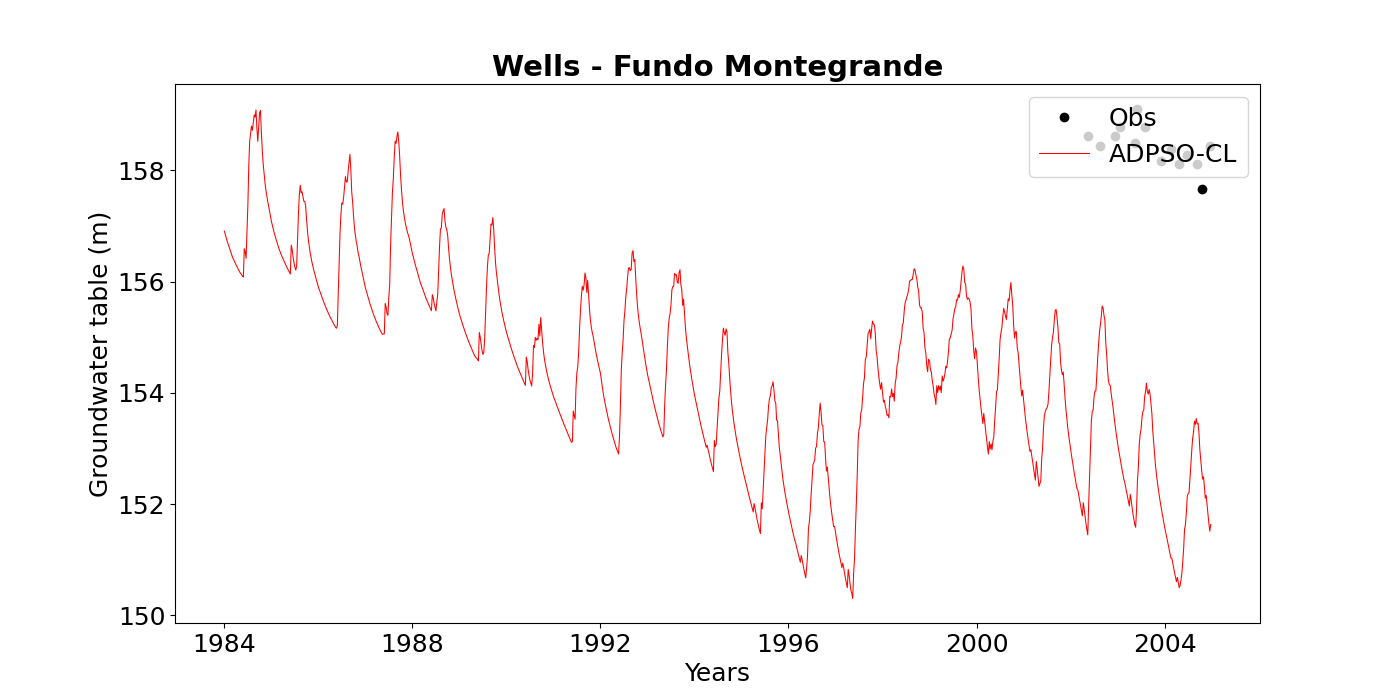 Wells - Fundo Montegrande
Obs
ADPSO-CL
Groundwater table (m)
158
156
154
152
150
1984 1988 1992 1996 2000 2004
Years